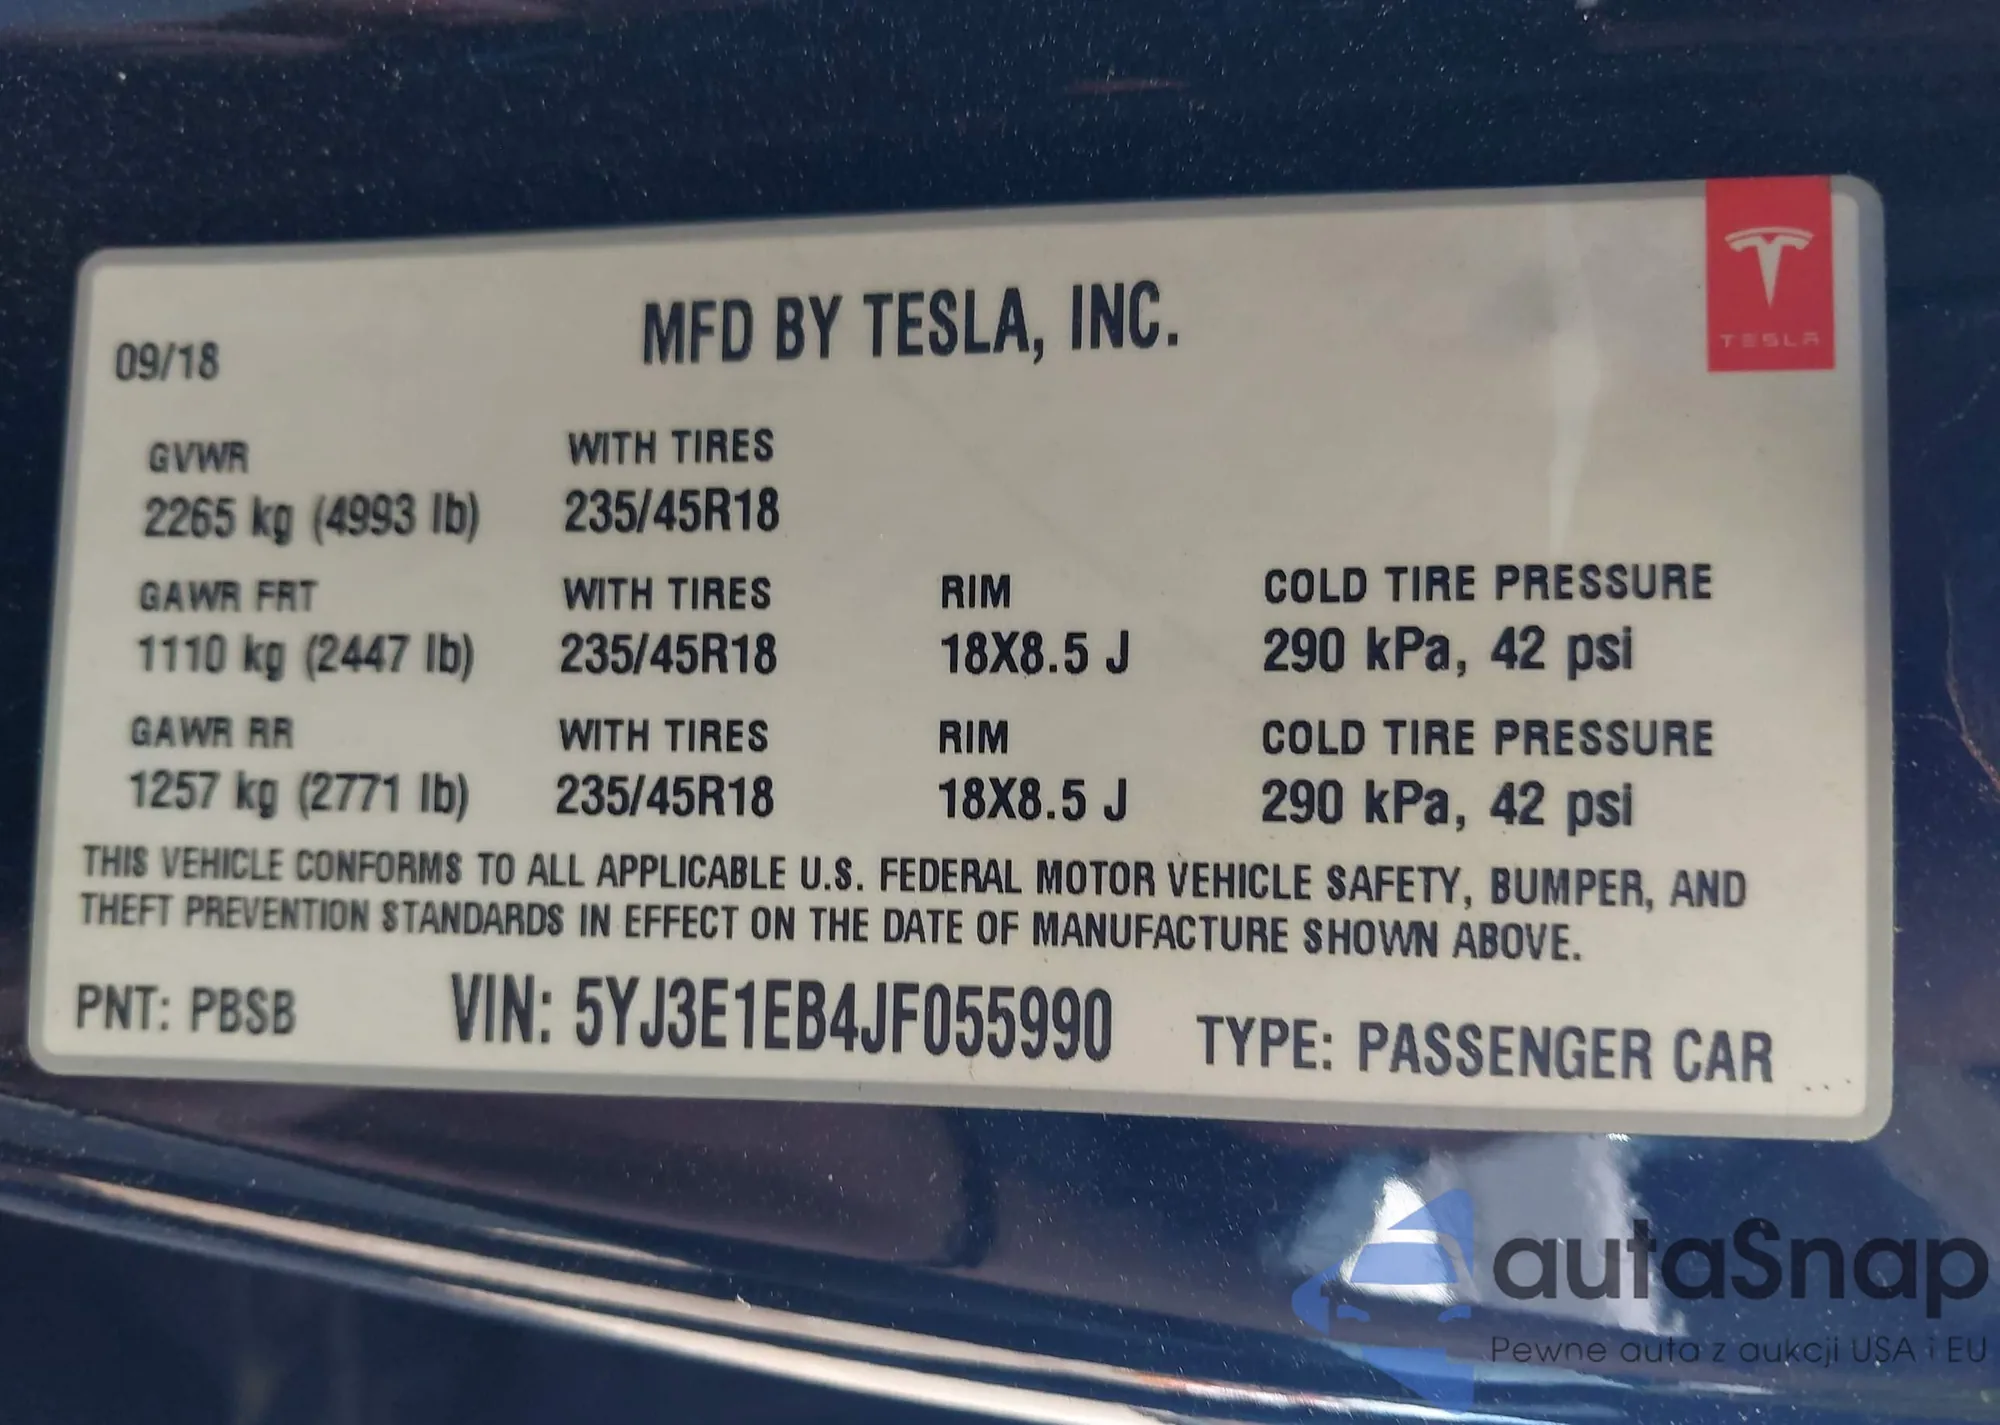 TESLA
MFD BY TESLA, INC.
09/18
GVWR WITH TIRES
2265 kg (4993 lb) 235/45R18
GAWR FRT WITH TIRES RIM COLD TIRE PRESSURE
1110 kg (2447 lb) 235/45R18 18X8.5 J 290 kPa, 42 psi
GAWR RR WITH TIRES RIM COLD TIRE PRESSURE
1257 kg (2771 lb) 235/45R18 18X8.5 J 290 kPa, 42 psi
THIS VEHICLE CONFORMS TO ALL APPLICABLE U.S. FEDERAL MOTOR VEHICLE SAFETY, BUMPER, AND
THEFT PREVENTION STANDARDS IN EFFECT ON THE DATE OF MANUFACTURE SHOWN ABOVE.
PNT: PBSB VIN: 5YJ3E1EB4JF055990 TYPE: PASSENGER CAR
autaSnap
Pewne auta z aukcji USA i EU